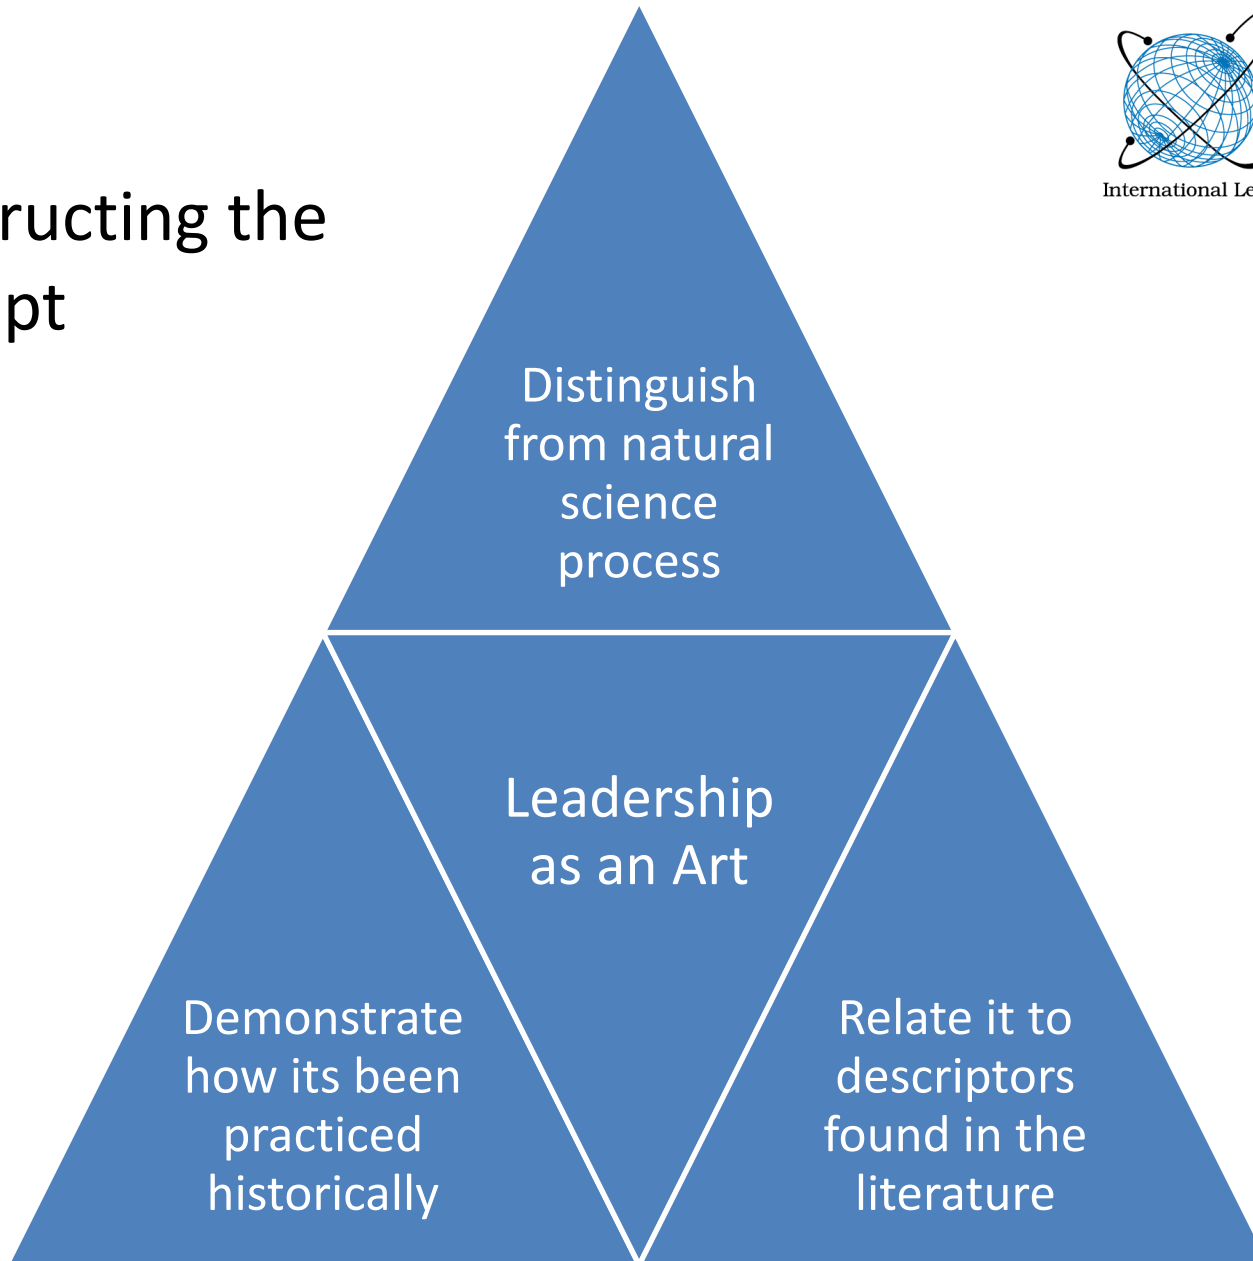 ructing the
pt
International Le
Distinguish
from natural
science
process
Leadership
as an Art
Demonstrate
how its been
practiced
historically
Relate it to
descriptors
found in the
literature